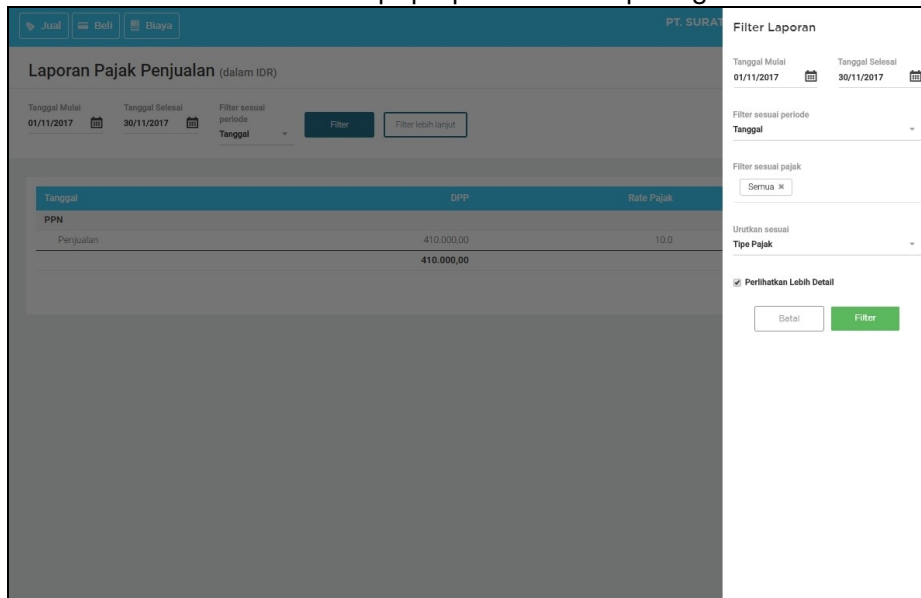 Jual Beli Biaya
PT. SURAT
Laporan Pajak Penjualan (dalam IDR)
Tanggal Mulai
01/11/2017
Tanggal Selesai
30/11/2017
Filter sesuai
periode
Tanggal
Filter
Filter lebih lanjut
Tanggal DPP Rate Pajak
PPN
Penjualan 410.000,00 10.0
410.000,00
Filter Laporan
Tanggal Mulai Tanggal Selesai
01/11/2017 30/11/2017
Filter sesuai periode
Tanggal
Filter sesuai pajak
Semua ×
Urutkan sesuai
Tipe Pajak
Perlihatkan Lebih Detail
Batal Filter